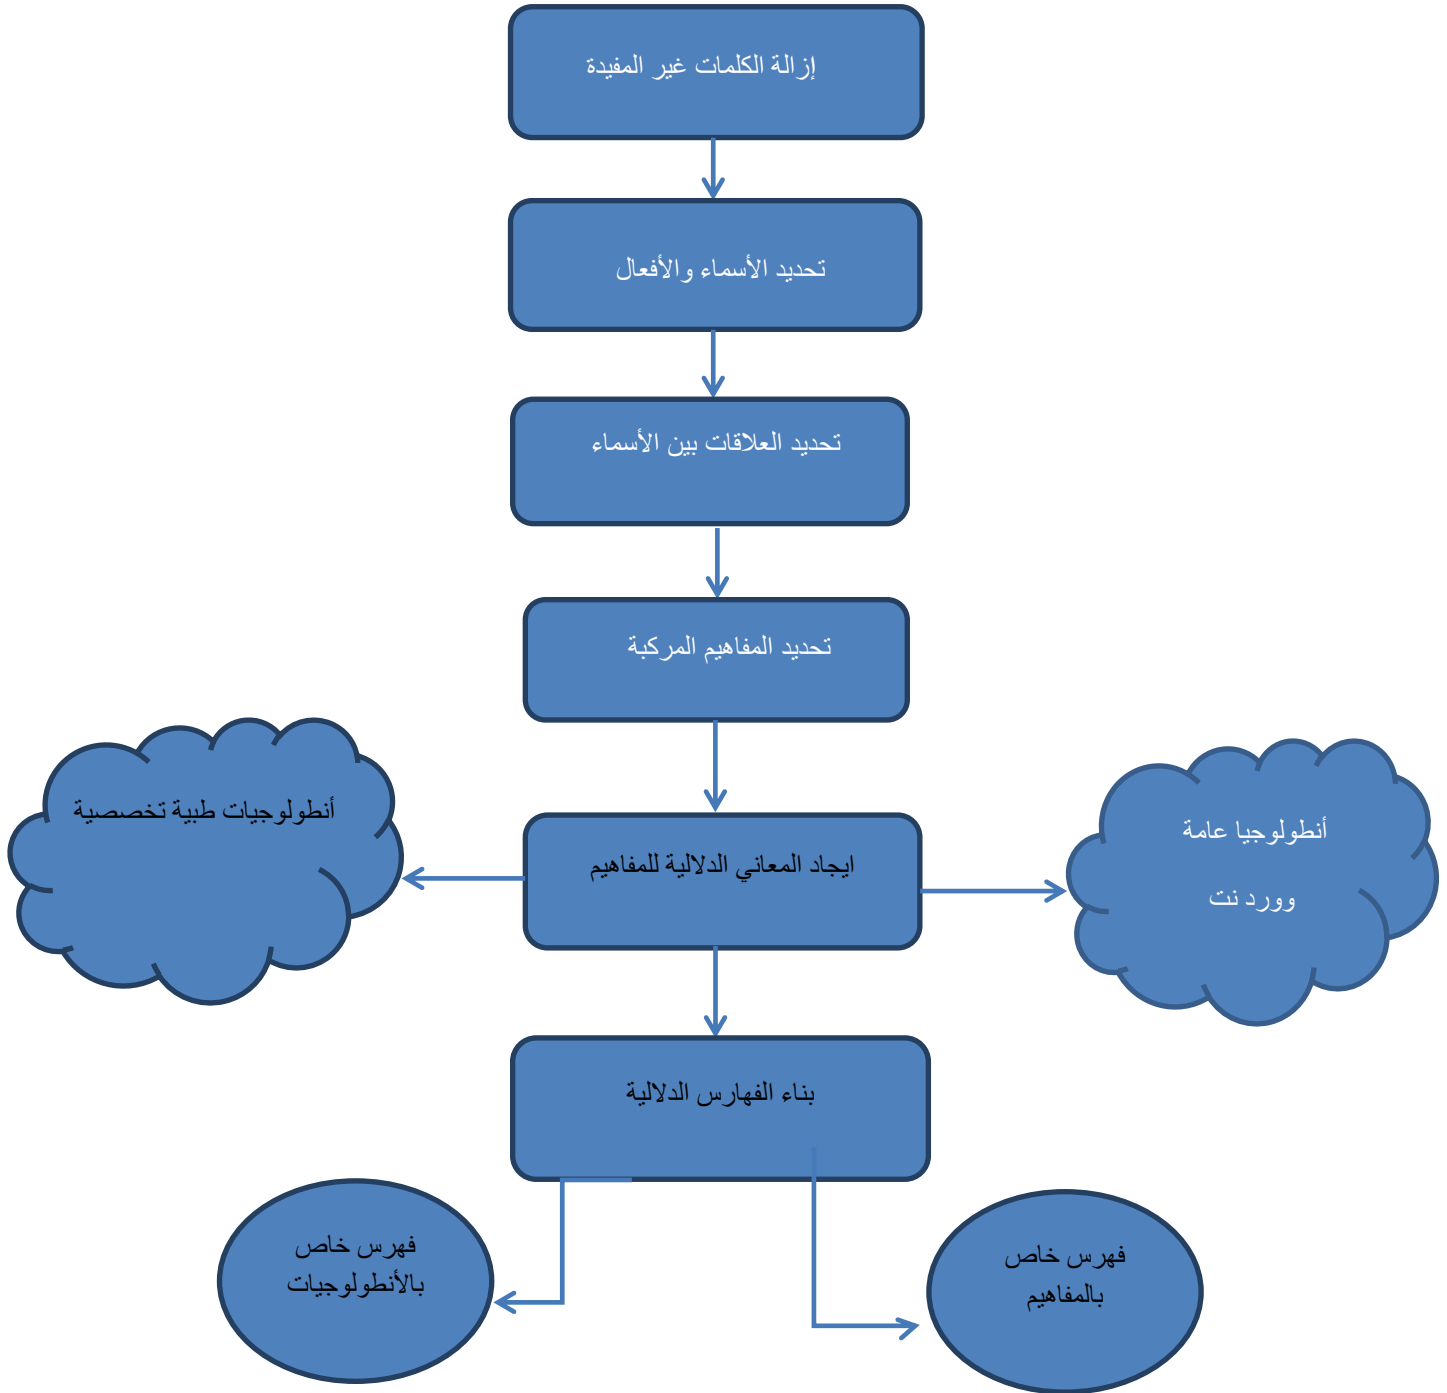 إزالة الكلمات غير المفيدة
تحديد الأسماء والأفعال
تحديد العلاقات بين الأسماء
تحديد المفاهيم المركبة
أنطولوجيات طبية تخصصية
أنطولوجيا عامة
وورد نت
ايجاد المعاني الدلالية للمفاهيم
بناء الفهارس الدلالية
فهرس خاص
بالمفاهيم
فهرس خاص
بالأنطولوجيات